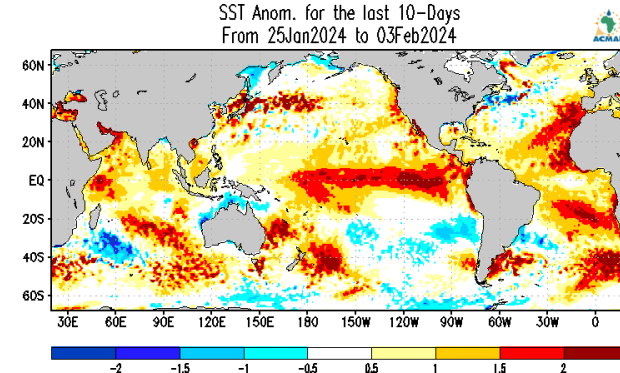 SST Anom. for the last 10-Days
From 25Jan2024 to 03Feb2024
ACMAD
60N
40N
20N
EQ
20S
40S
60S
30E 60E 90E 120E 150E 180 150W 120W 90W 60W 30W 0
-2 -1.5 -1 -0.5 0.5 1 1.5 2